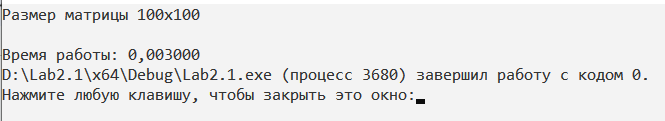 Размер матрицы 100x100
Время работы: 0,003000
D:\Lab2.1\x64\Debug\Lab2.1.exe (процесс 3680) завершил работу с кодом 0.
Нажмите любую клавишу, чтобы закрыть это окно: